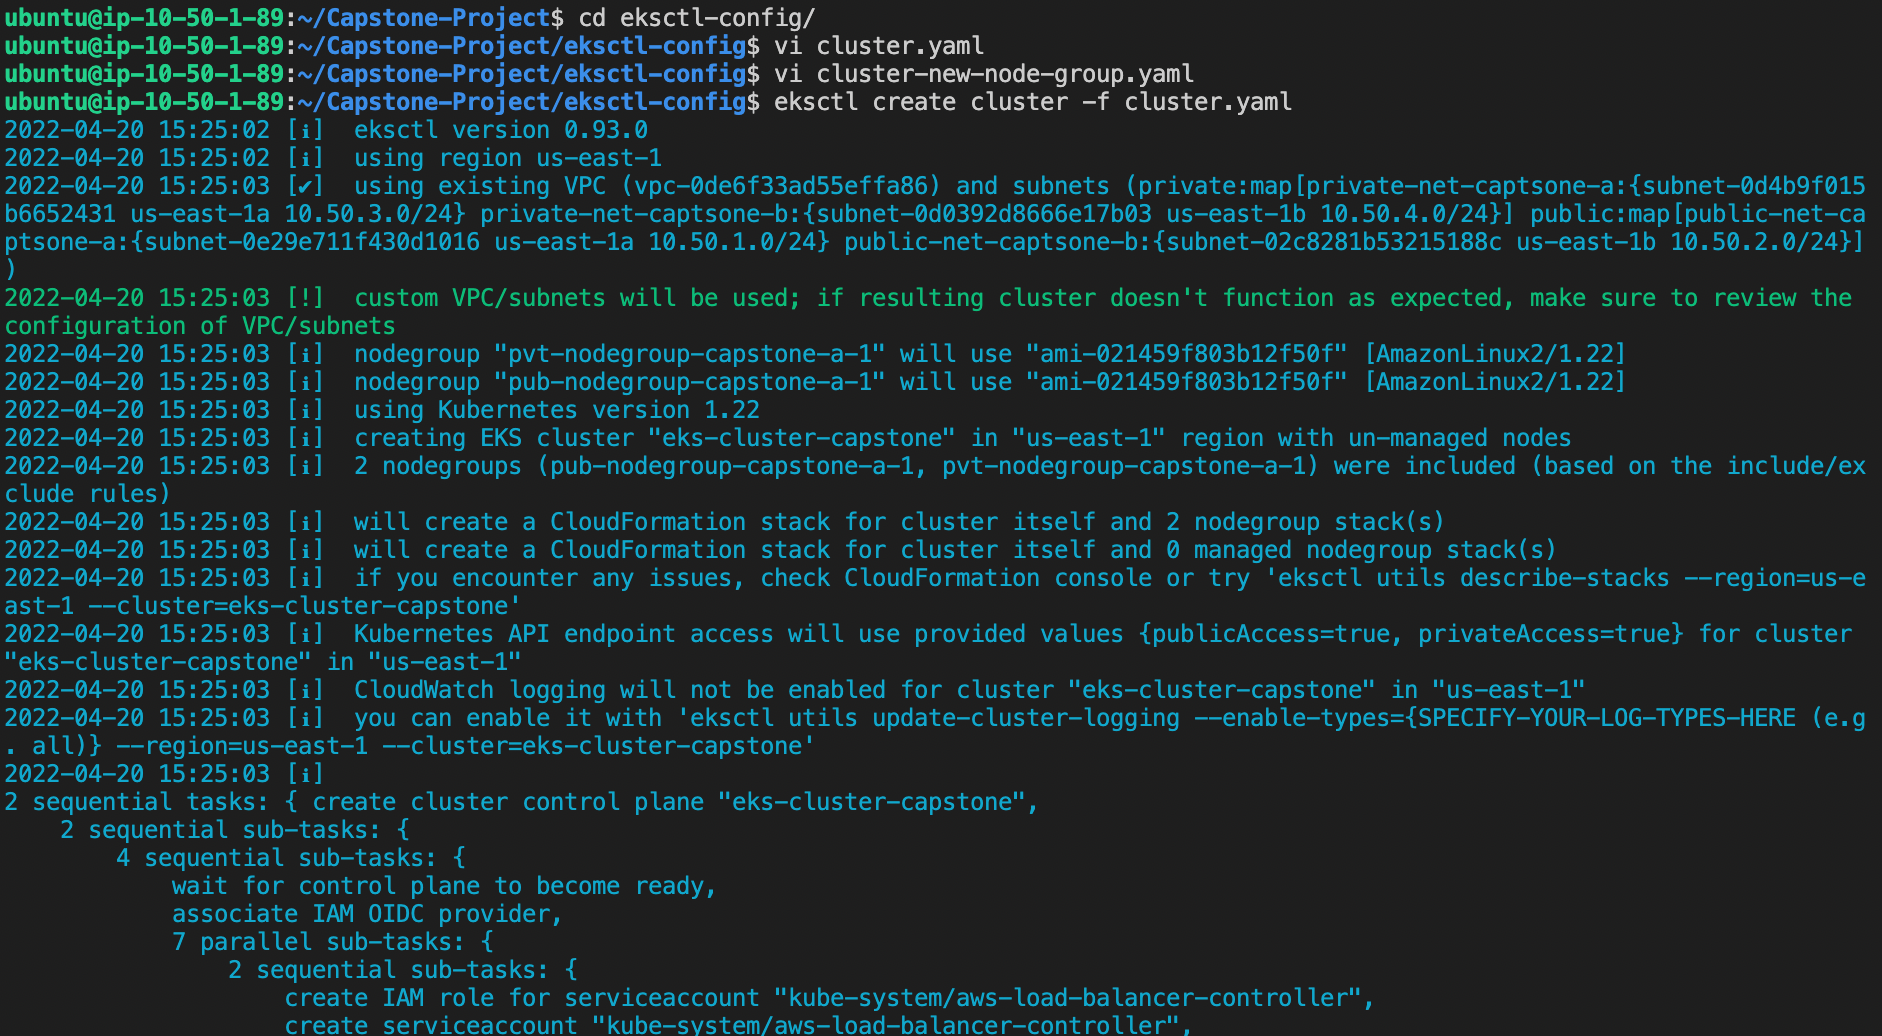 ubuntu@ip-10-50-1-89:~/Capstone-Project$ cd eksctl-config/
ubuntu@ip-10-50-1-89:~/Capstone-Project/eksctl-config$ vi cluster.yaml
ubuntu@ip-10-50-1-89:~/Capstone-Project/eksctl-config$ vi cluster-new-node-group.yaml
ubuntu@ip-10-50-1-89:~/Capstone-Project/eksctl-config$ eksctl create cluster -f cluster.yaml
2022-04-20 15:25:02 [ℹ]  eksctl version 0.93.0
2022-04-20 15:25:02 [ℹ]  using region us-east-1
2022-04-20 15:25:03 [✔]  using existing VPC (vpc-0de6f33ad55effa86) and subnets (private:map[private-net-captsone-a:{subnet-0d4b9f015
b6652431 us-east-1a 10.50.3.0/24} private-net-captsone-b:{subnet-0d0392d8666e17b03 us-east-1b 10.50.4.0/24}] public:map[public-net-ca
ptsone-a:{subnet-0e29e711f430d1016 us-east-1a 10.50.1.0/24} public-net-captsone-b:{subnet-02c8281b53215188c us-east-1b 10.50.2.0/24}]
)
2022-04-20 15:25:03 [!]  custom VPC/subnets will be used; if resulting cluster doesn't function as expected, make sure to review the
configuration of VPC/subnets
2022-04-20 15:25:03 [ℹ]  nodegroup "pvt-nodegroup-capstone-a-1" will use "ami-021459f803b12f50f" [AmazonLinux2/1.22]
2022-04-20 15:25:03 [ℹ]  nodegroup "pub-nodegroup-capstone-a-1" will use "ami-021459f803b12f50f" [AmazonLinux2/1.22]
2022-04-20 15:25:03 [ℹ]  using Kubernetes version 1.22
2022-04-20 15:25:03 [ℹ]  creating EKS cluster "eks-cluster-capstone" in "us-east-1" region with un-managed nodes
2022-04-20 15:25:03 [ℹ]  2 nodegroups (pub-nodegroup-capstone-a-1, pvt-nodegroup-capstone-a-1) were included (based on the include/ex
clude rules)
2022-04-20 15:25:03 [ℹ]  will create a CloudFormation stack for cluster itself and 2 nodegroup stack(s)
2022-04-20 15:25:03 [ℹ]  will create a CloudFormation stack for cluster itself and 0 managed nodegroup stack(s)
2022-04-20 15:25:03 [ℹ]  if you encounter any issues, check CloudFormation console or try 'eksctl utils describe-stacks --region=us-e
ast-1 --cluster=eks-cluster-capstone'
2022-04-20 15:25:03 [ℹ]  Kubernetes API endpoint access will use provided values {publicAccess=true, privateAccess=true} for cluster
"eks-cluster-capstone" in "us-east-1"
2022-04-20 15:25:03 [ℹ]  CloudWatch logging will not be enabled for cluster "eks-cluster-capstone" in "us-east-1"
2022-04-20 15:25:03 [ℹ]  you can enable it with 'eksctl utils update-cluster-logging --enable-types={SPECIFY-YOUR-LOG-TYPES-HERE (e.g
. all)} --region=us-east-1 --cluster=eks-cluster-capstone'
2022-04-20 15:25:03 [ℹ]
2 sequential tasks: { create cluster control plane "eks-cluster-capstone",
    2 sequential sub-tasks: {
        4 sequential sub-tasks: {
            wait for control plane to become ready,
            associate IAM OIDC provider,
            7 parallel sub-tasks: {
                2 sequential sub-tasks: {
                    create IAM role for serviceaccount "kube-system/aws-load-balancer-controller",
                    create serviceaccount "kube-system/aws-load-balancer-controller",